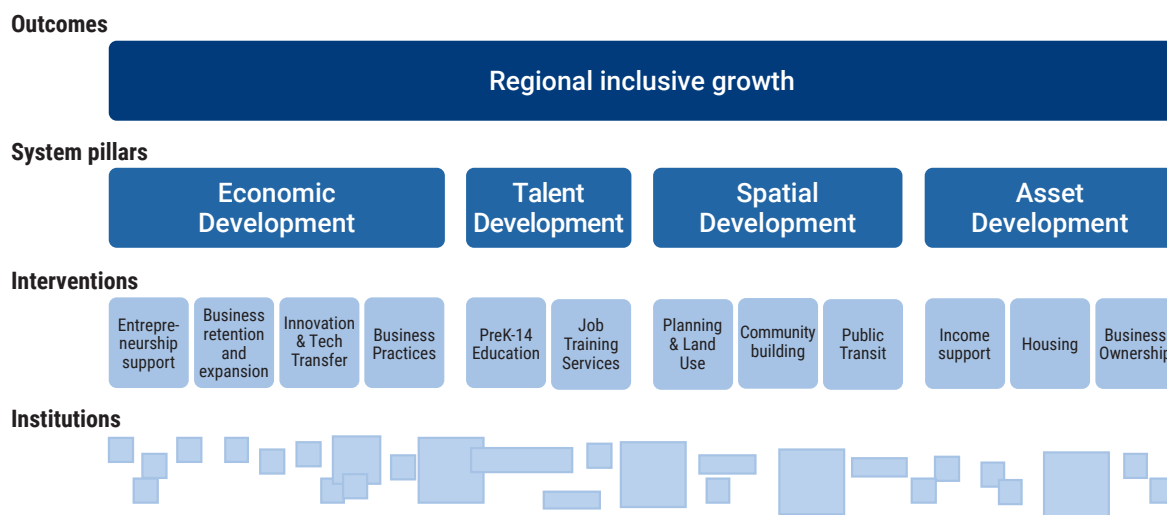 Outcomes
Regional inclusive growth
System pillars
Economic
Development
Talent
Development
Spatial
Development
Asset
Development
Interventions
Entrepre-
neurship
support
Business
retention
and
expansion
Innovation
& Tech
Transfer
Business
Practices
PreK-14
Education
Job
Training
Services
Planning
& Land
Use
Community
building
Public
Transit
Income
support
Housing
Business
Ownership
Institutions